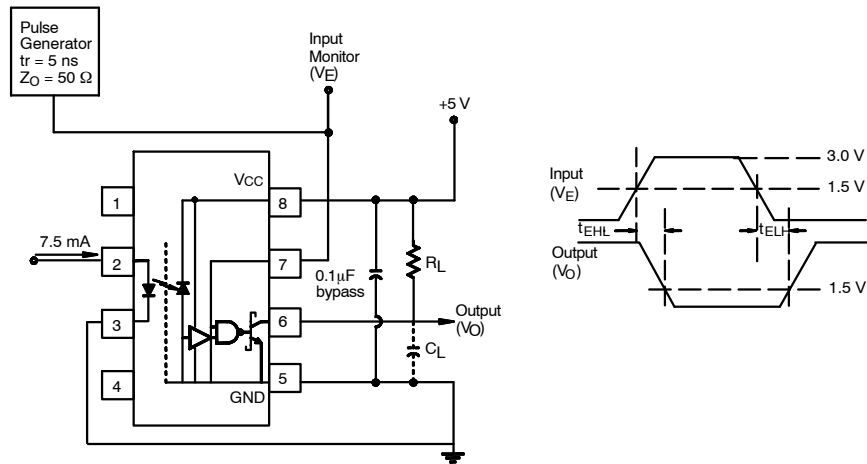 Pulse
Generator
tr = 5 ns
ZO = 50 Ω
Input
Monitor
(VE)
+5 V
VCC
1
8
7.5 mA
2
7
0.1µF
bypass
RL
3
6
Output
(VO)
CL
4
5
GND
3.0 V
Input
(VE)
1.5 V
tEHL
tELH
Output
(VO)
1.5 V